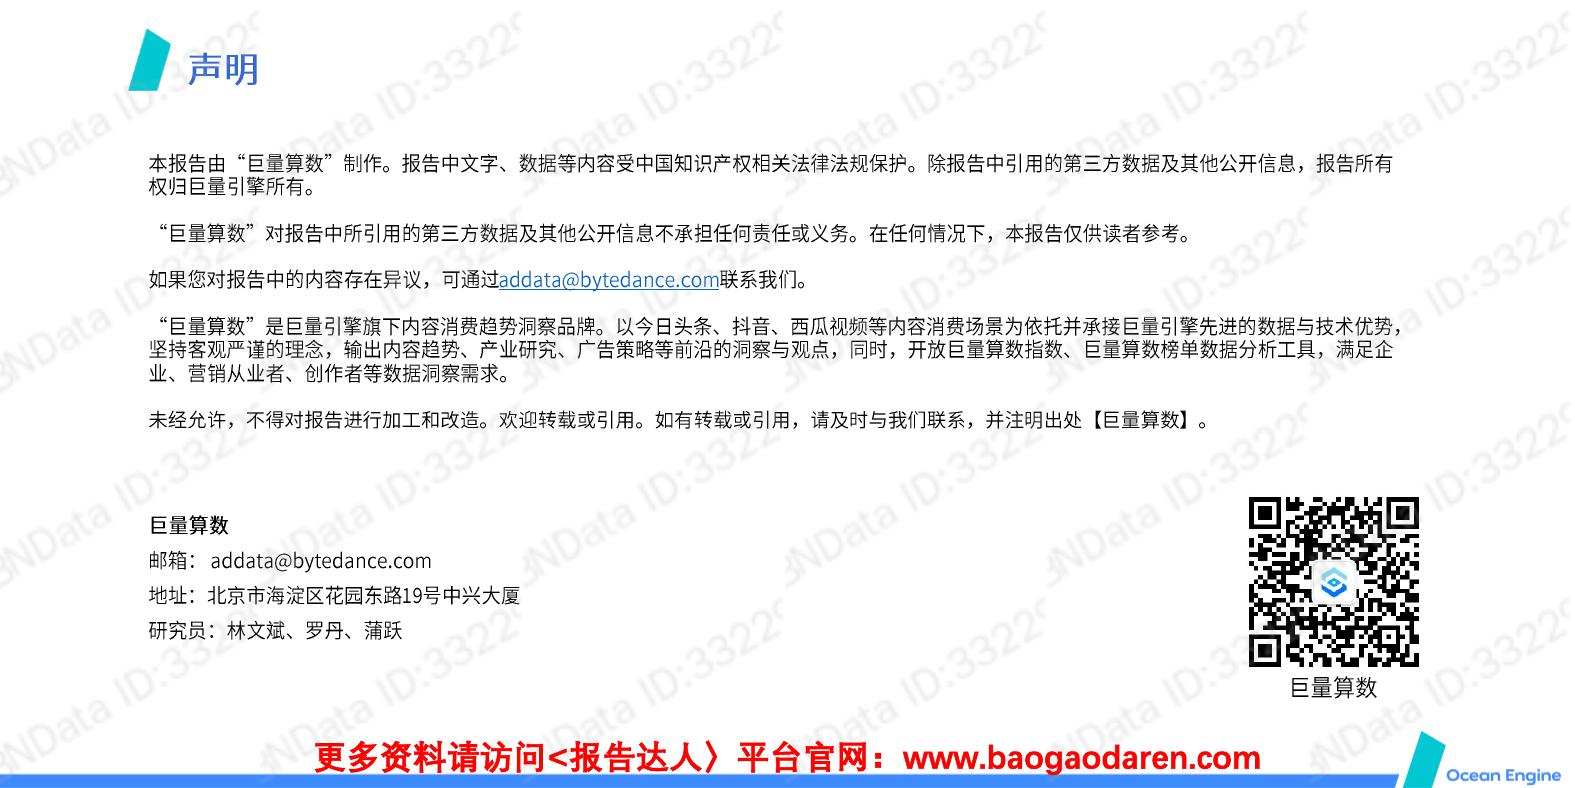 声明
本报告由“巨量算数”制作。报告中文字、数据等内容受中国知识产权相关法律法规保护。除报告中引用的第三方数据及其他公开信息，报告所有
权归巨量引擎所有。
“巨量算数”对报告中所引用的第三方数据及其他公开信息不承担任何责任或义务。在任何情况下，本报告仅供读者参考。
如果您对报告中的内容存在异议，可通过addata@bytedance.com联系我们。
“巨量算数”是巨量引擎旗下内容消费趋势洞察品牌。以今日头条、抖音、西瓜视频等内容消费场景为依托并承接巨量引擎先进的数据与技术优势，
坚持客观严谨的理念，输出内容趋势、产业研究、广告策略等前沿的洞察与观点，同时，开放巨量算数指数、巨量算数榜单数据分析工具，满足企
业、营销从业者、创作者等数据洞察需求。
未经允许，不得对报告进行加工和改造。欢迎转载或引用。如有转载或引用，请及时与我们联系，并注明出处【巨量算数】。
巨量算数
邮箱： addata@bytedance.com
地址：北京市海淀区花园东路19号中兴大厦
研究员：林文斌、罗丹、蒲跃
巨量算数
更多资料请访问<报告达人〉平台官网：www.baogaodaren.com
Ocean Engine